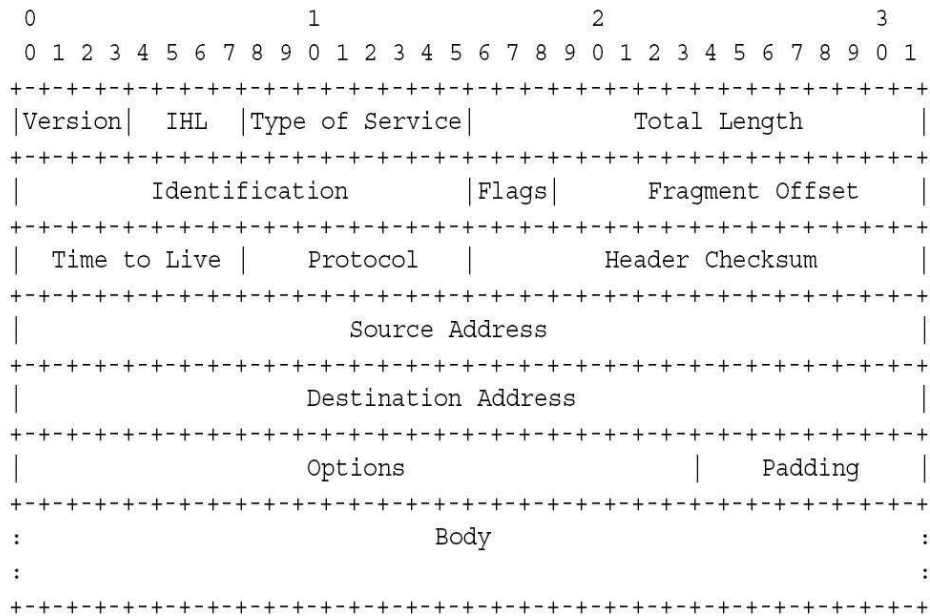 0                   1                   2                   3
0 1 2 3 4 5 6 7 8 9 0 1 2 3 4 5 6 7 8 9 0 1 2 3 4 5 6 7 8 9 0 1
+-+-+-+-+-+-+-+-+-+-+-+-+-+-+-+-+-+-+-+-+-+-+-+-+-+-+-+-+-+-+-+-+
|Version|  IHL  |Type of Service|          Total Length         |
+-+-+-+-+-+-+-+-+-+-+-+-+-+-+-+-+-+-+-+-+-+-+-+-+-+-+-+-+-+-+-+-+
|         Identification        |Flags|      Fragment Offset    |
+-+-+-+-+-+-+-+-+-+-+-+-+-+-+-+-+-+-+-+-+-+-+-+-+-+-+-+-+-+-+-+-+
|  Time to Live |    Protocol   |         Header Checksum       |
+-+-+-+-+-+-+-+-+-+-+-+-+-+-+-+-+-+-+-+-+-+-+-+-+-+-+-+-+-+-+-+-+
|                       Source Address                          |
+-+-+-+-+-+-+-+-+-+-+-+-+-+-+-+-+-+-+-+-+-+-+-+-+-+-+-+-+-+-+-+-+
|                    Destination Address                        |
+-+-+-+-+-+-+-+-+-+-+-+-+-+-+-+-+-+-+-+-+-+-+-+-+-+-+-+-+-+-+-+-+
|                    Options                    |    Padding    |
+-+-+-+-+-+-+-+-+-+-+-+-+-+-+-+-+-+-+-+-+-+-+-+-+-+-+-+-+-+-+-+-+
:                             Body                              :
:                                                               :
+-+-+-+-+-+-+-+-+-+-+-+-+-+-+-+-+-+-+-+-+-+-+-+-+-+-+-+-+-+-+-+-+